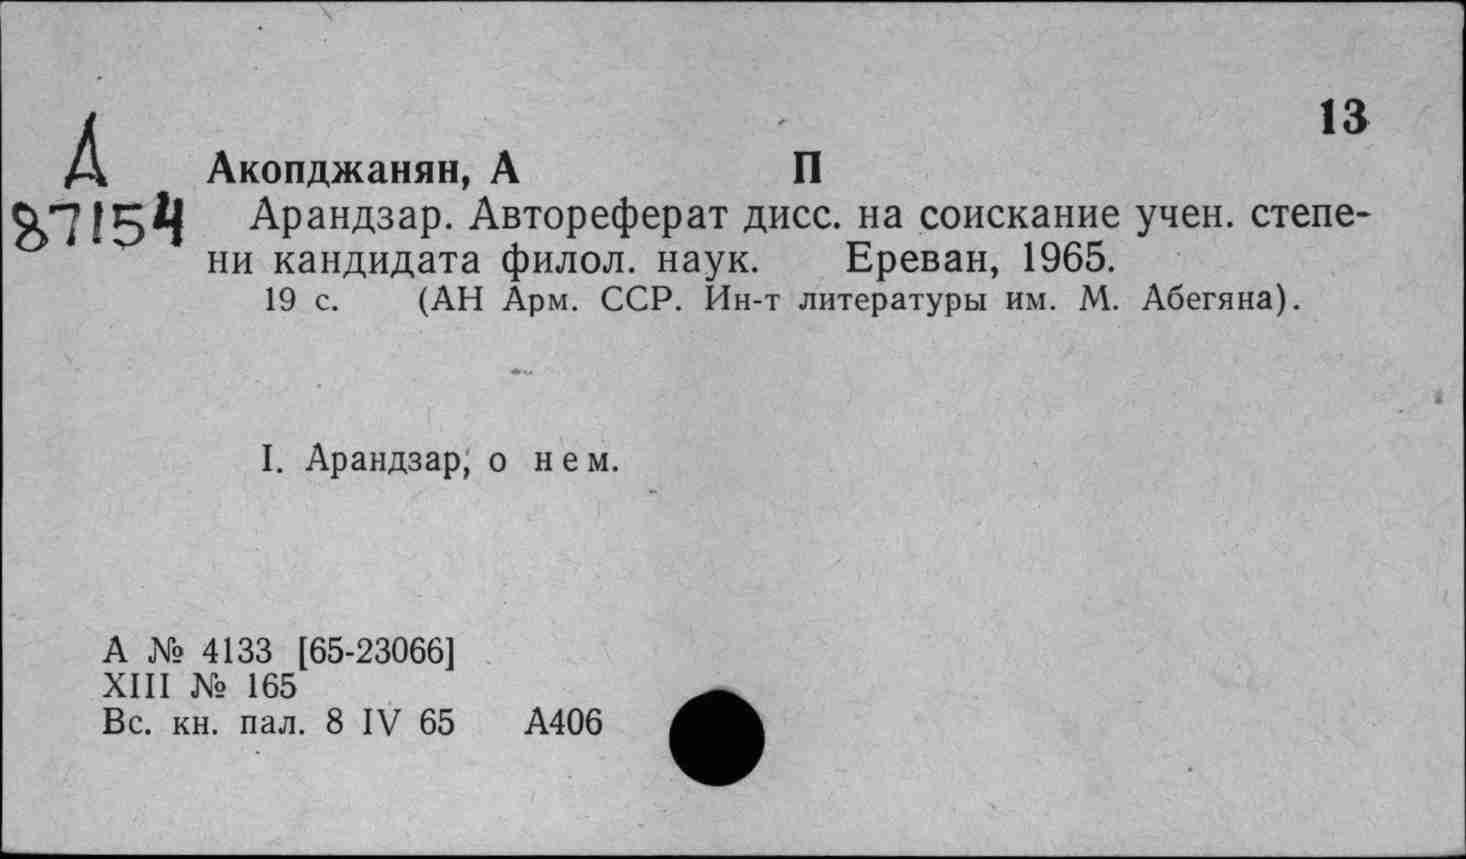 13
Д
87154
Акопджанян, А П
Арандзар. Автореферат дисс. на соискание учен. степе-
ни кандидата филол. наук. Ереван, 1965.
19 с. (АН Арм. ССР. Ин-т литературы им. М. Абегяна).
I. Арандзар, о нем.
А № 4133 [65-23066]
XIII № 165
Вс. кн. пал. 8 IV 65 А406